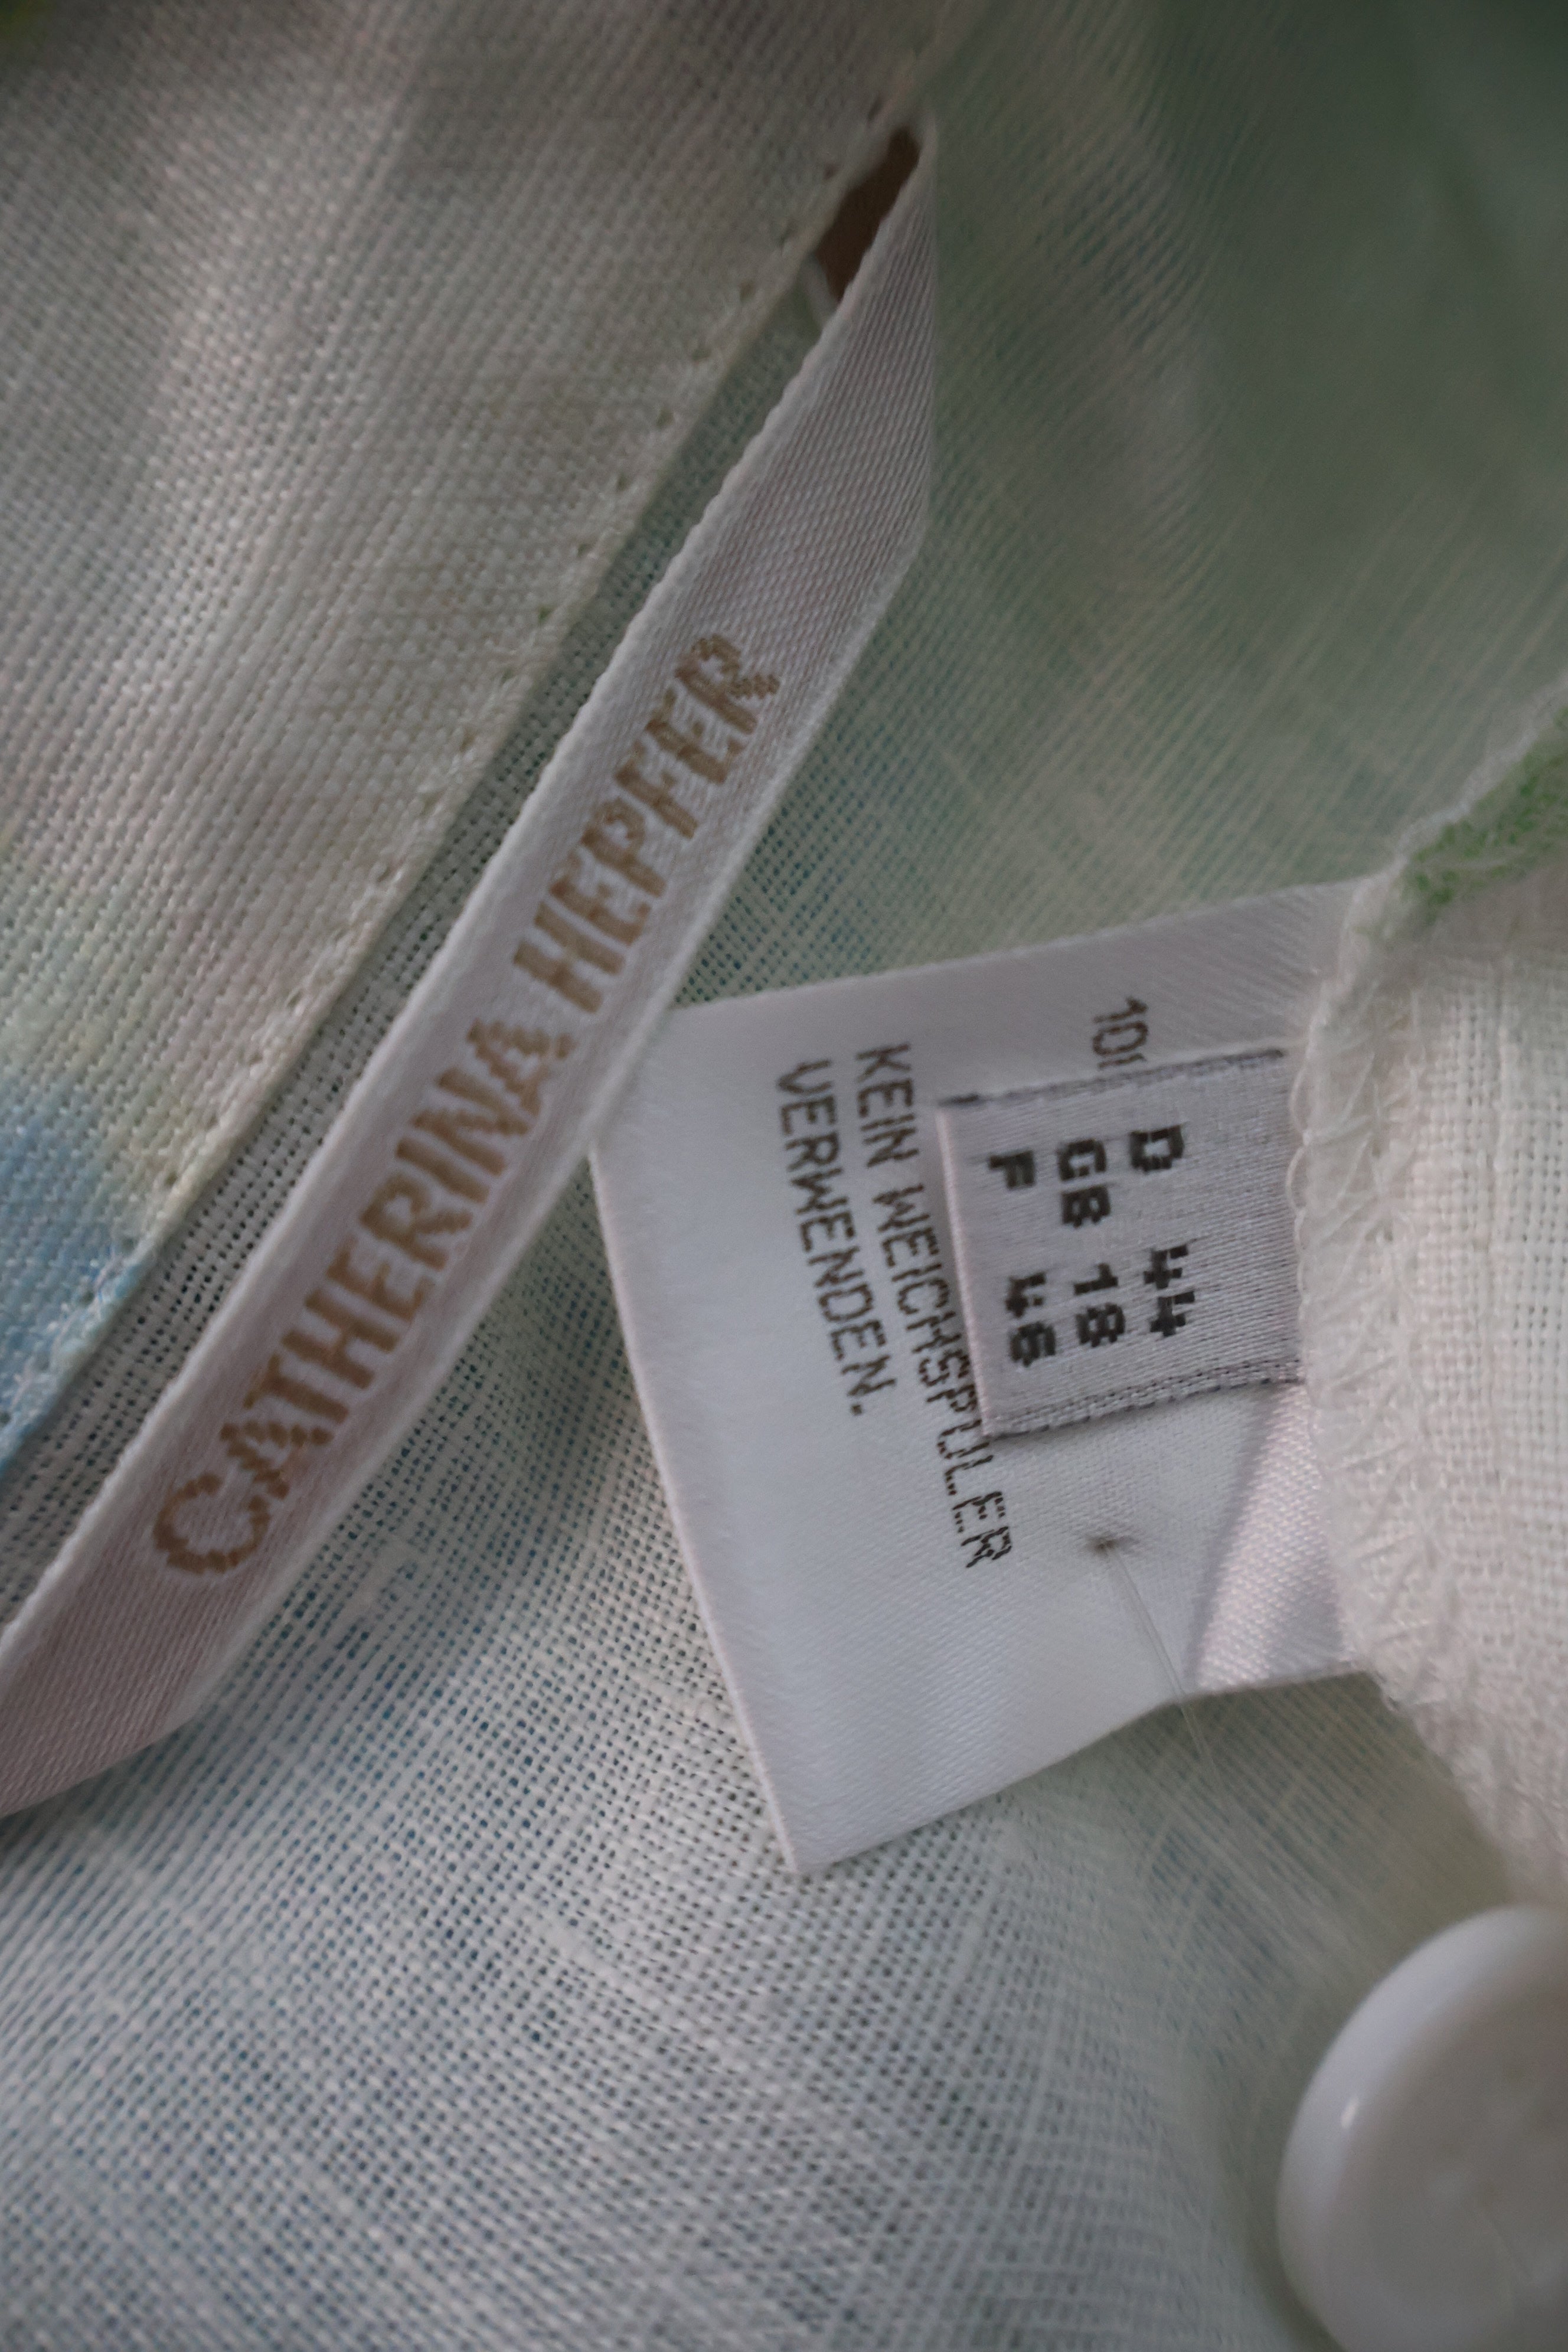 CATHERINA HEPFER
D 44
GB 18
F 46
KEIN WEICHSPÜLER
VERWENDEN.